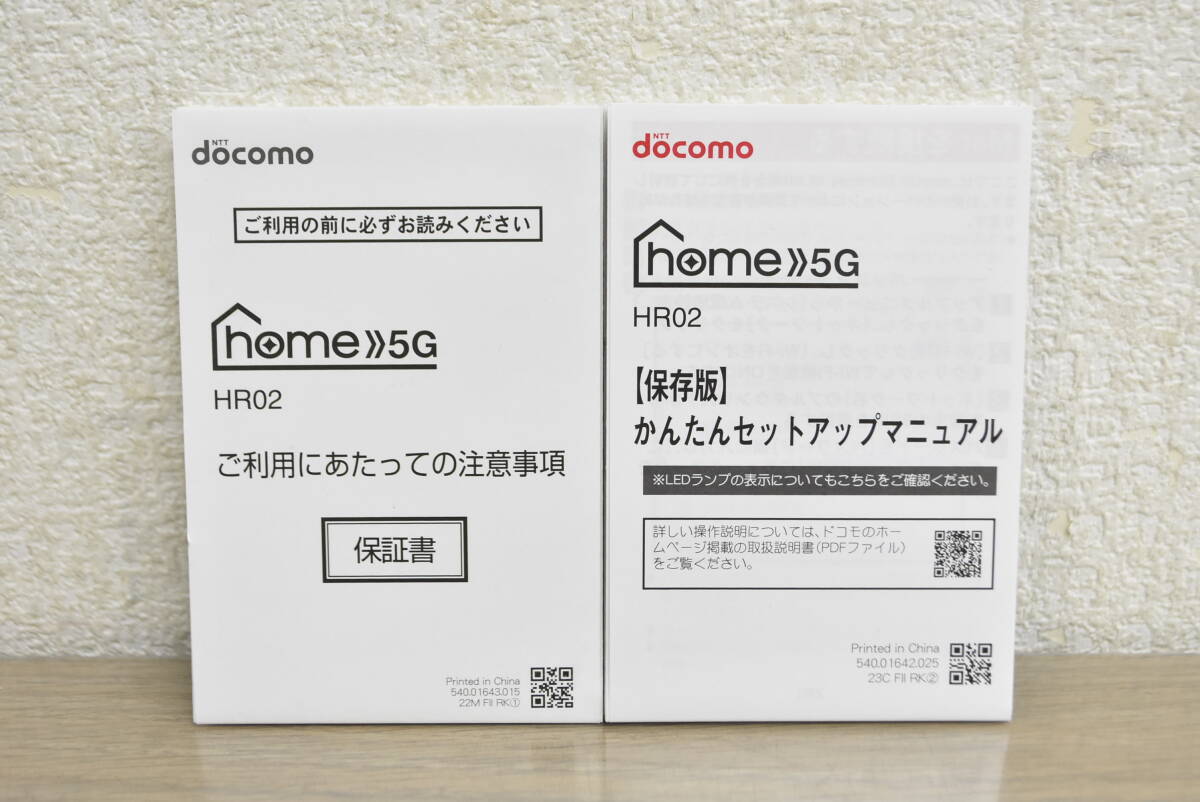 NTT
docomo
ご利用の前に必ずお読みください
home 5G
HR02
ご利用にあたっての注意事項
保証書
Printed in China
540.01643.015
22M FII RK①
NTT
docomo
home 5G
HR02
【保存版】
かんたんセットアップマニュアル
※LEDランプの表示についてもこちらをご確認ください。
詳しい操作説明については、ドコモのホー
ムページ掲載の取扱説明書(PDFファイル)
をご覧ください。
Printed in China
540.01642.025
23C FII RK②